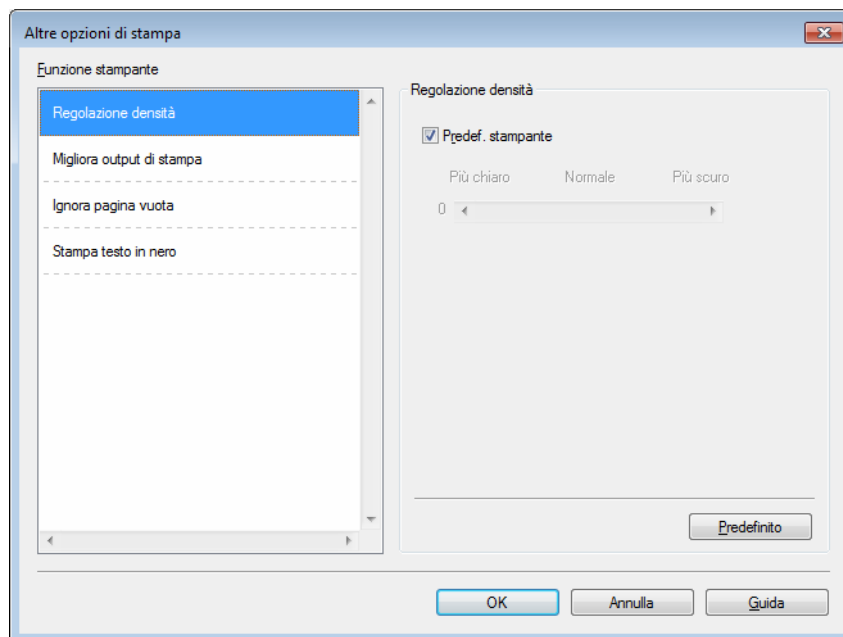 Altre opzioni di stampa
Funzione stampante
Regolazione densità
Migliora output di stampa
Ignora pagina vuota
Stampa testo in nero
Regolazione densità
Predef. stampante
Più chiaro Normale Più scuro
0
Predefinito
OK Annulla Guida